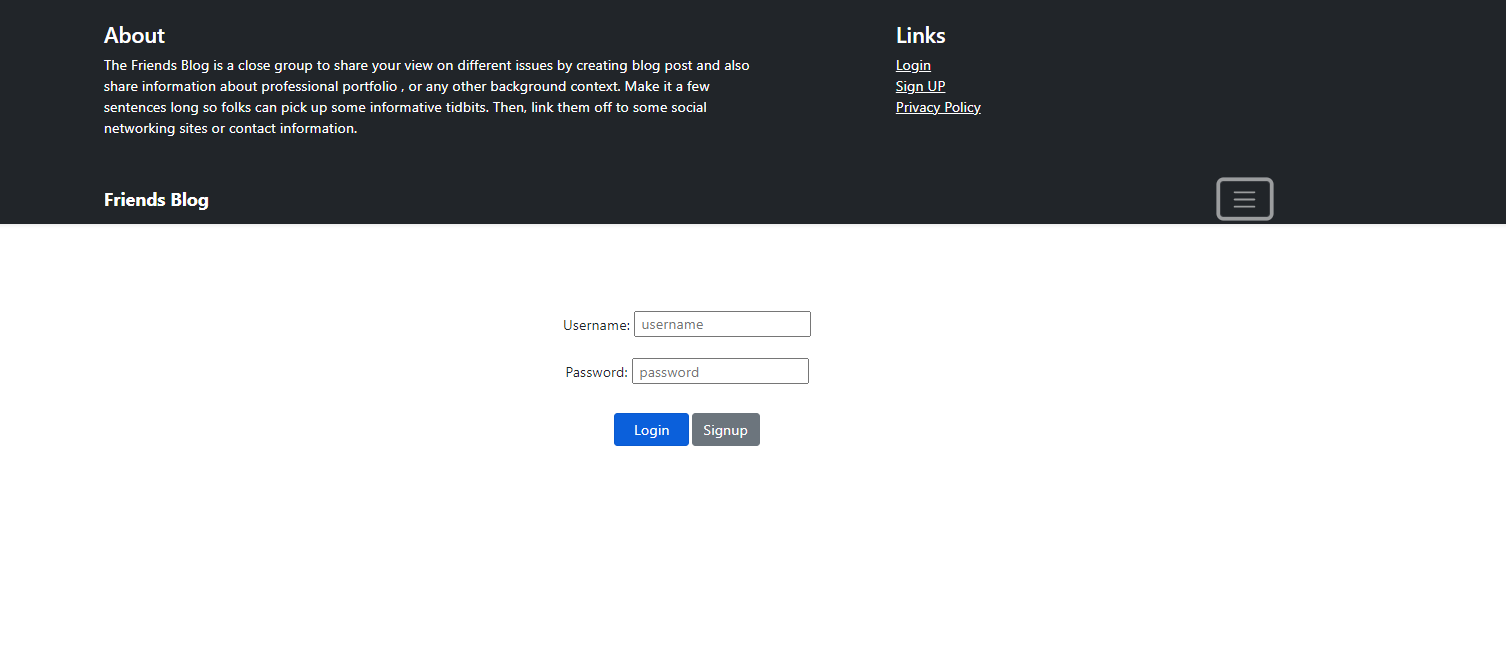 About
The Friends Blog is a close group to share your view on different issues by creating blog post and also
share information about professional portfolio , or any other background context. Make it a few
sentences long so folks can pick up some informative tidbits. Then, link them off to some social
networking sites or contact information.
Links
Login
Sign UP
Privacy Policy
Friends Blog
Username: username
Password: password
Login Signup